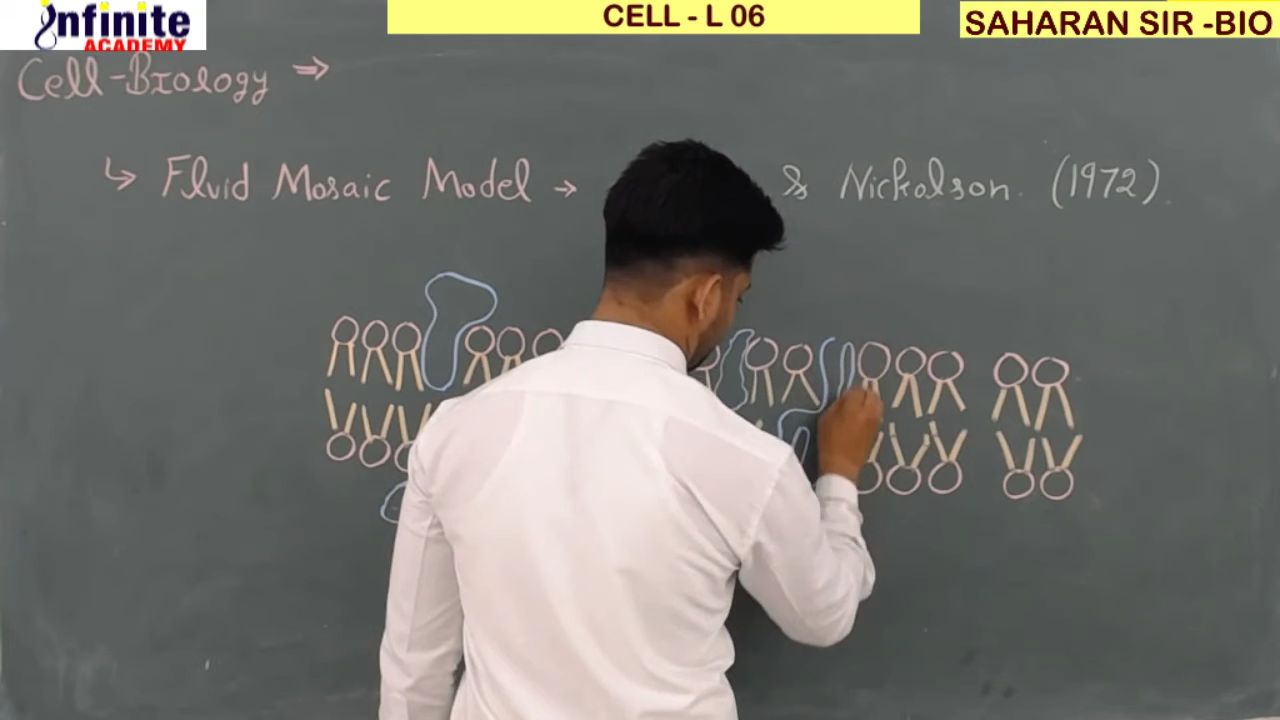 infinite
ACADEMY
CELL - L 06
SAHARAN SIR -BIO
Cell-Biology ⇒
↳ Fluid Mosaic Model → & Nickolson. (1972).